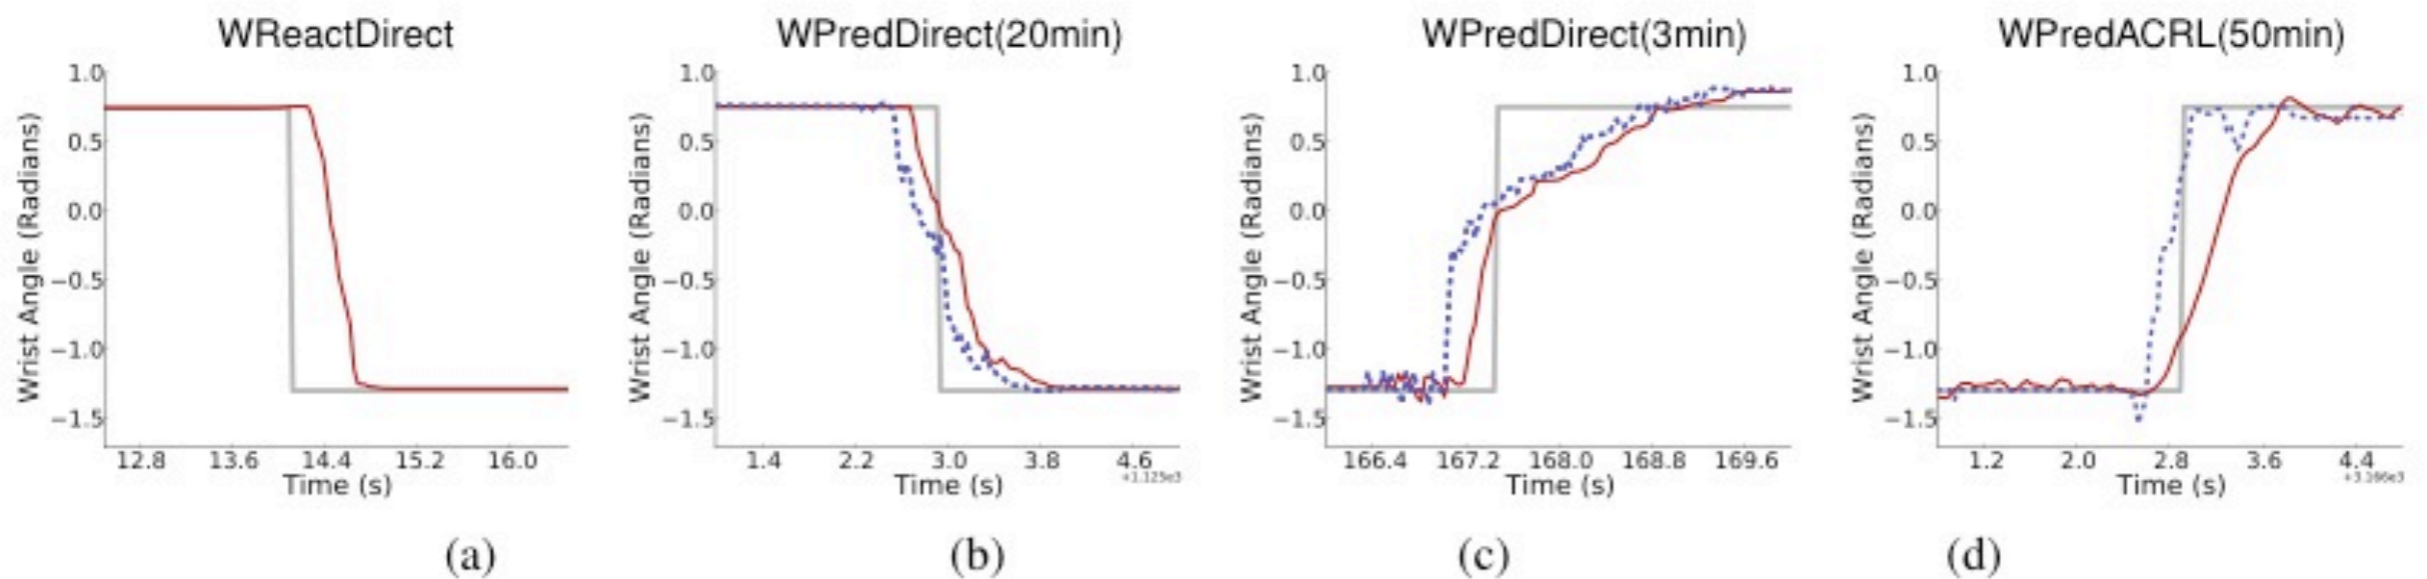 WReactDirect
1.0
0.5
0.0
−0.5
−1.0
−1.5
Wrist Angle (Radians)
12.8 13.6 14.4 15.2 16.0
Time (s)
(a)
WPredDirect(20min)
1.0
0.5
0.0
−0.5
−1.0
−1.5
Wrist Angle (Radians)
1.4 2.2 3.0 3.8 4.6
+1.125e3
Time (s)
(b)
WPredDirect(3min)
1.0
0.5
0.0
−0.5
−1.0
−1.5
Wrist Angle (Radians)
166.4 167.2 168.0 168.8 169.6
Time (s)
(c)
WPredACRL(50min)
1.0
0.5
0.0
−0.5
−1.0
−1.5
Wrist Angle (Radians)
1.2 2.0 2.8 3.6 4.4
+3.166e3
Time (s)
(d)